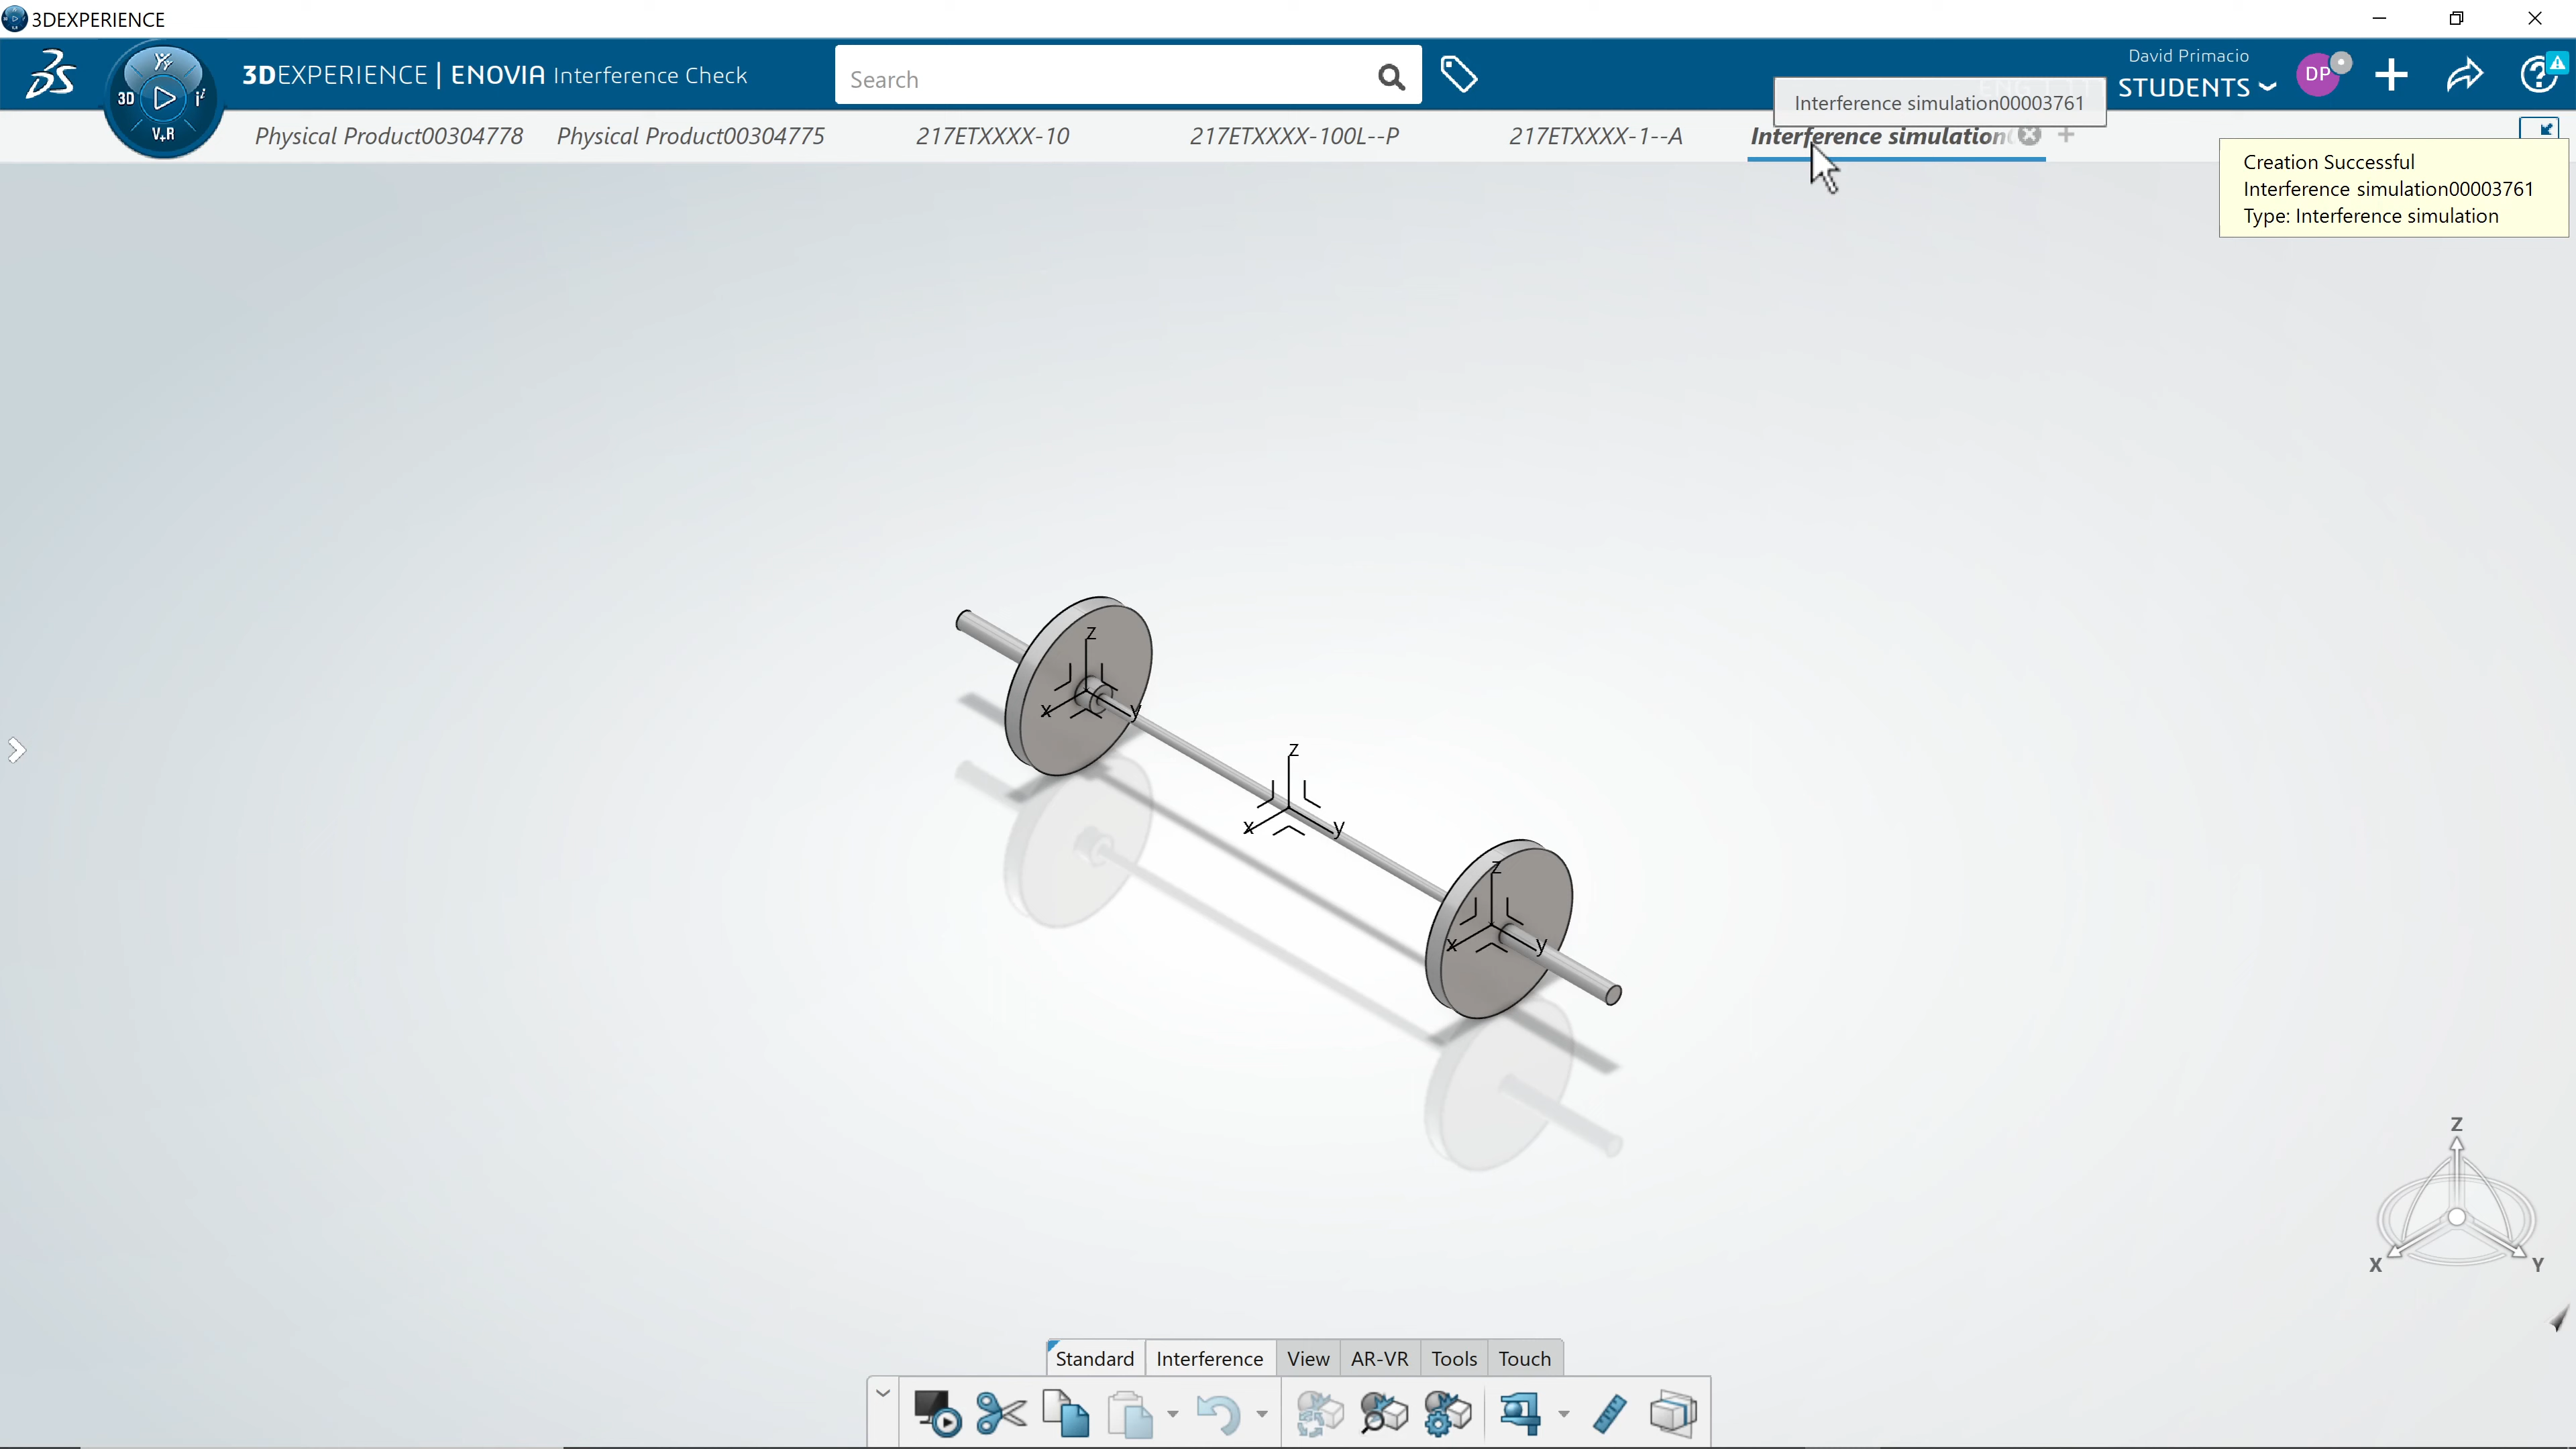 3DEXPERIENCE
3DEXPERIENCE | ENOVIA Interference Check
Search
David Primacio
STUDENTS
DP
3D
V+R
Interference simulation00003761
Physical Product00304778
Physical Product00304775
217ETXXXX-10
217ETXXXX-100L--P
217ETXXXX-1--A
Interference simulation
Creation Successful
Interference simulation00003761
Type: Interference simulation
z
x y
z
x y
z
x y
Z
X Y
Standard
Interference
View
AR-VR
Tools
Touch